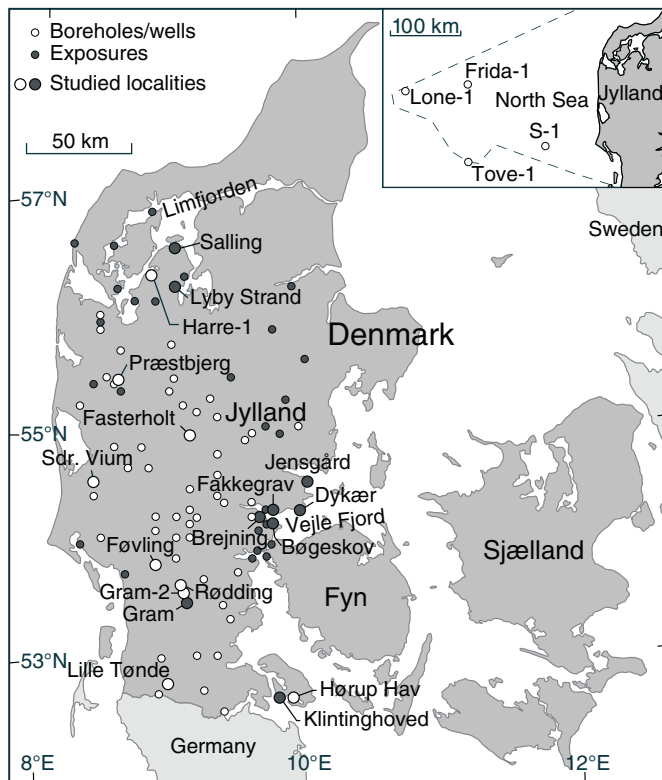 Boreholes/wells
Exposures
Studied localities
50 km
100 km
Frida-1
Lone-1
North Sea
Jylland
S-1
Tove-1
57°N
Limfjorden
Sweden
Salling
Lyby Strand
Harre-1
Denmark
Præstbjerg
Jylland
Fasterholt
55°N
Sdr. Vium
Jensgård
Fakkegrav
Dykær
Vejle Fjord
Brejning
Bøgeskov
Sjælland
Føvling
Fyn
Gram-2
Rødding
Gram
53°N
Lille Tønde
Hørup Hav
Klintinghoved
Germany
8°E
10°E
12°E